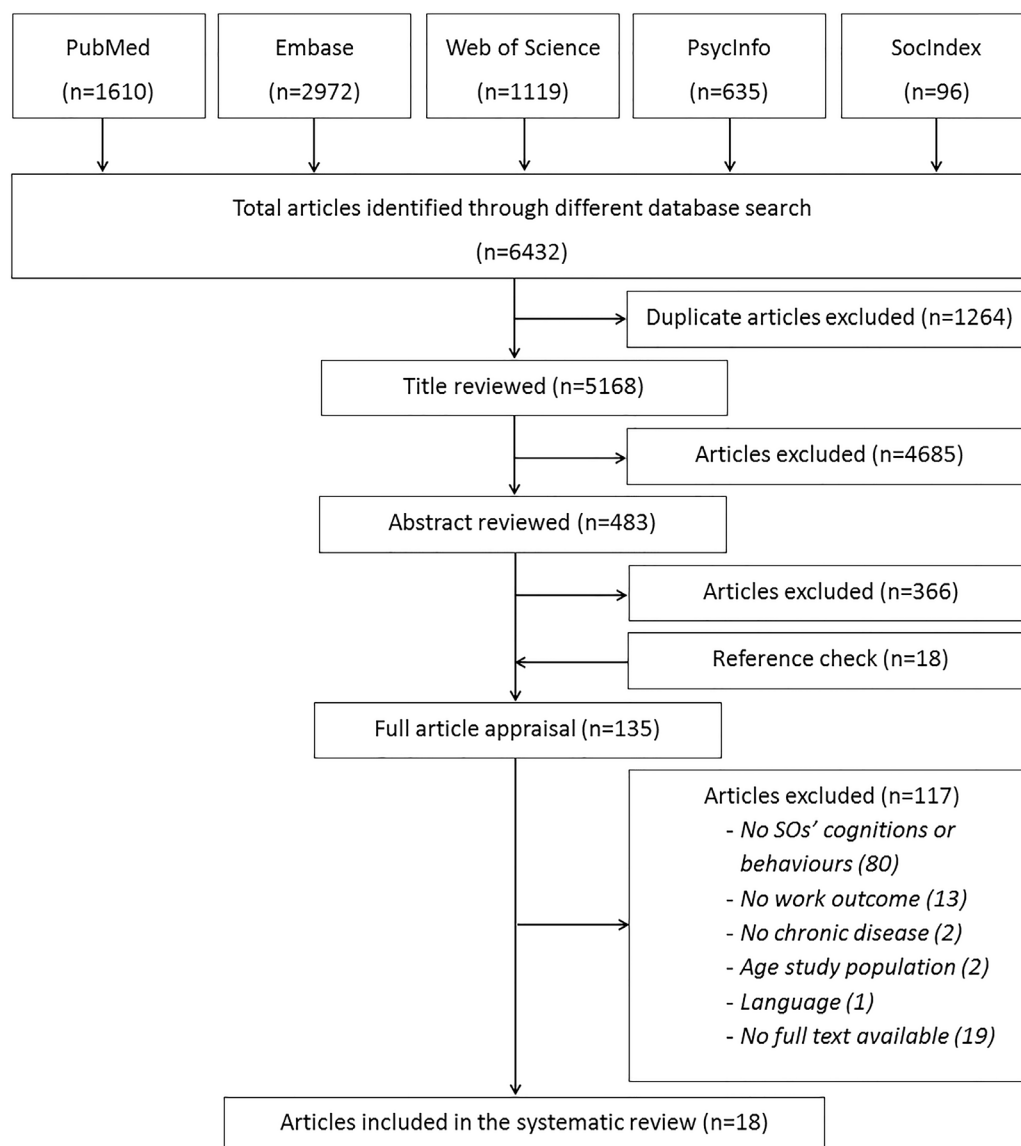 PubMed
(n=1610)
Embase
(n=2972)
Web of Science
(n=1119)
PsycInfo
(n=635)
SocIndex
(n=96)
Total articles identified through different database search
(n=6432)
Duplicate articles excluded (n=1264)
Title reviewed (n=5168)
Articles excluded (n=4685)
Abstract reviewed (n=483)
Articles excluded (n=366)
Reference check (n=18)
Full article appraisal (n=135)
Articles excluded (n=117)
- No SOs’ cognitions or
behaviours (80)
- No work outcome (13)
- No chronic disease (2)
- Age study population (2)
- Language (1)
- No full text available (19)
Articles included in the systematic review (n=18)